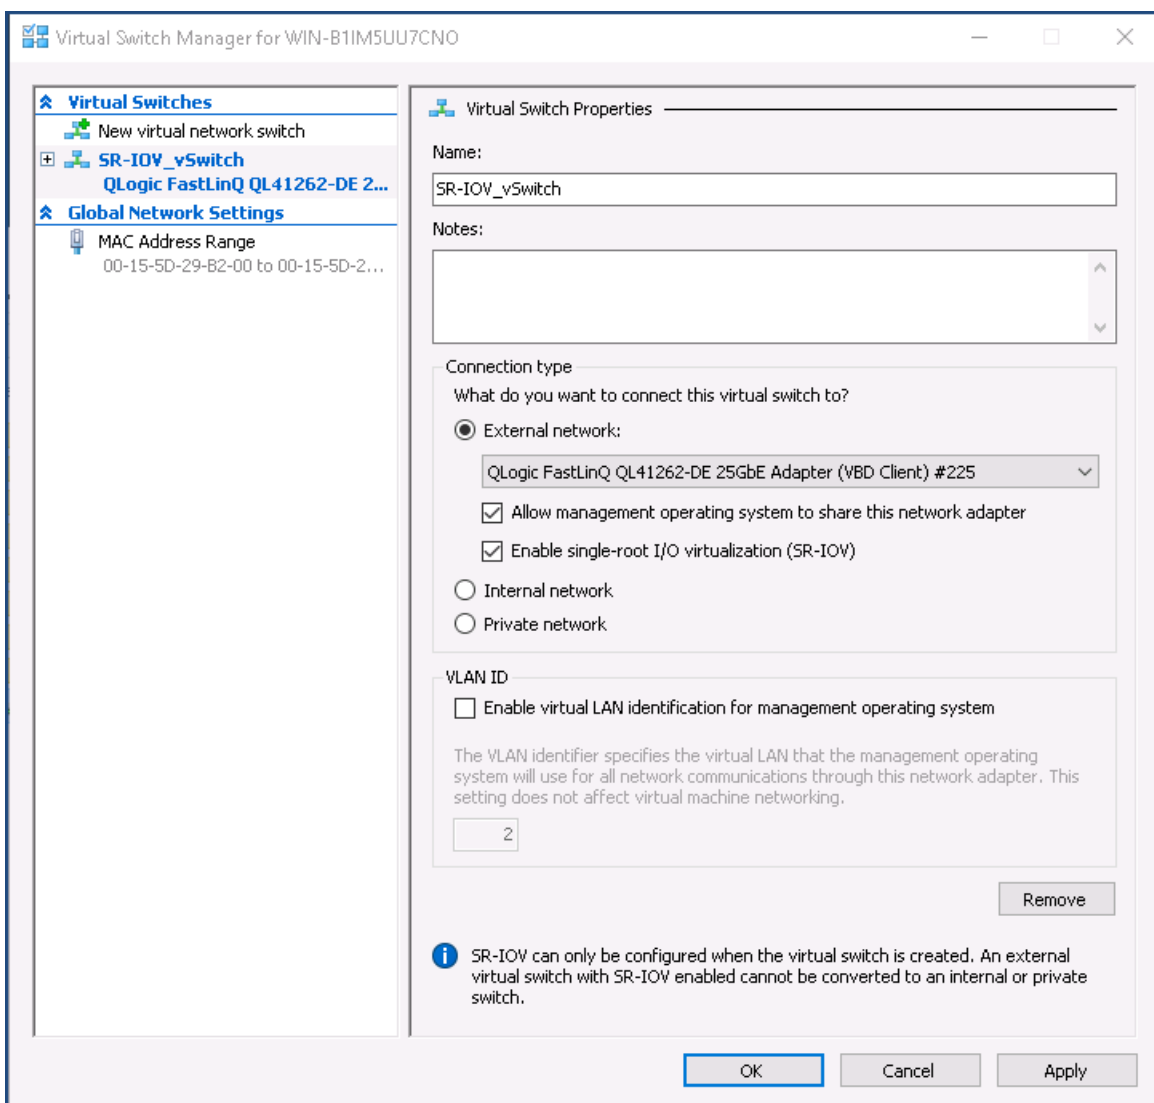 Virtual Switch Manager for WIN-B1IM5UU7CNO
Virtual Switches
New virtual network switch
SR-IOV_vSwitch
QLogic FastLinQ QL41262-DE 2...
Global Network Settings
MAC Address Range
00-15-5D-29-B2-00 to 00-15-5D-2...
Virtual Switch Properties
Name:
SR-IOV_vSwitch
Notes:
Connection type
What do you want to connect this virtual switch to?
External network:
QLogic FastLinQ QL41262-DE 25GbE Adapter (VBD Client) #225
Allow management operating system to share this network adapter
Enable single-root I/O virtualization (SR-IOV)
Internal network
Private network
VLAN ID
Enable virtual LAN identification for management operating system
The VLAN identifier specifies the virtual LAN that the management operating
system will use for all network communications through this network adapter. This
setting does not affect virtual machine networking.
2
Remove
SR-IOV can only be configured when the virtual switch is created. An external
virtual switch with SR-IOV enabled cannot be converted to an internal or private
switch.
OK
Cancel
Apply